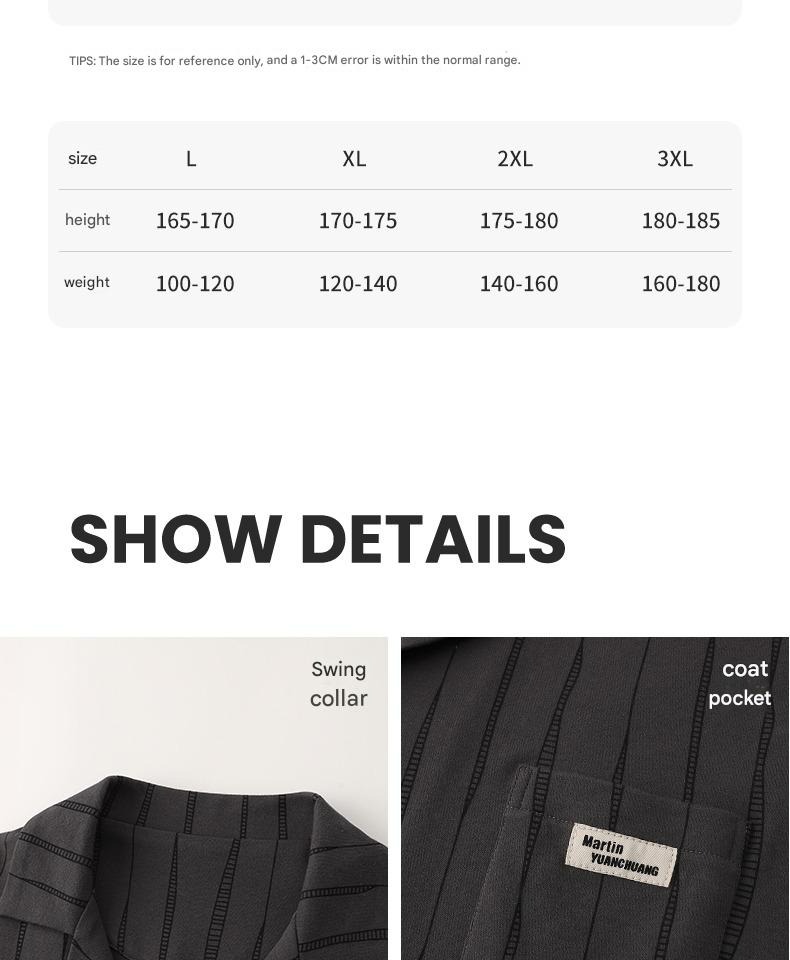 TIPS: The size is for reference only, and a 1-3CM error is within the normal range.
size L XL 2XL 3XL
height 165-170 170-175 175-180 180-185
weight 100-120 120-140 140-160 160-180
SHOW DETAILS
Swing
collar
coat
pocket
Martin
YUANCHUANG